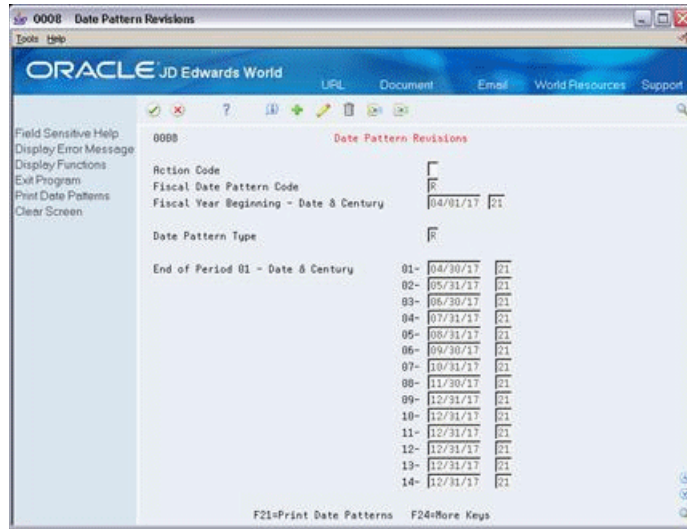 0008 Date Pattern Revisions
Tools Help
ORACLE JD Edwards World
URL Document Email World Resources Support
Field Sensitive Help
Display Error Message
Display Functions
Exit Program
Print Date Patterns
Clear Screen
0008 Date Pattern Revisions
Action Code
Fiscal Date Pattern Code R
Fiscal Year Beginning - Date & Century 04/01/17 21
Date Pattern Type R
End of Period 01 - Date & Century 01- 04/30/17 21
02- 05/31/17 21
03- 06/30/17 21
04- 07/31/17 21
05- 08/31/17 21
06- 09/30/17 21
07- 10/31/17 21
08- 11/30/17 21
09- 12/31/17 21
10- 12/31/17 21
11- 12/31/17 21
12- 12/31/17 21
13- 12/31/17 21
14- 12/31/17 21
F21=Print Date Patterns F24=More Keys